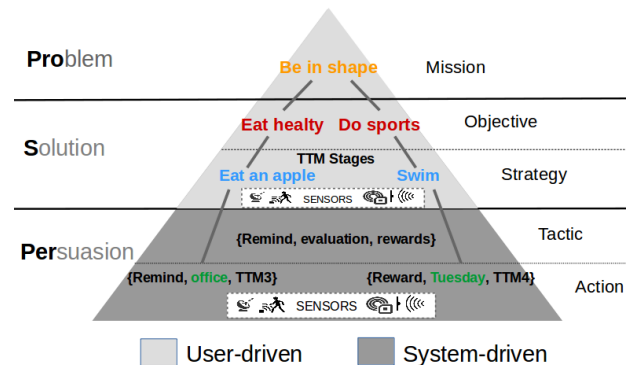 Problem
Be in shape
Mission
Eat healty Do sports
Objective
Solution
TTM Stages
Eat an apple Swim
Strategy
SENSORS
Persuasion
{Remind, evaluation, rewards}
Tactic
{Remind, office, TTM3} {Reward, Tuesday, TTM4}
Action
SENSORS
User-driven System-driven